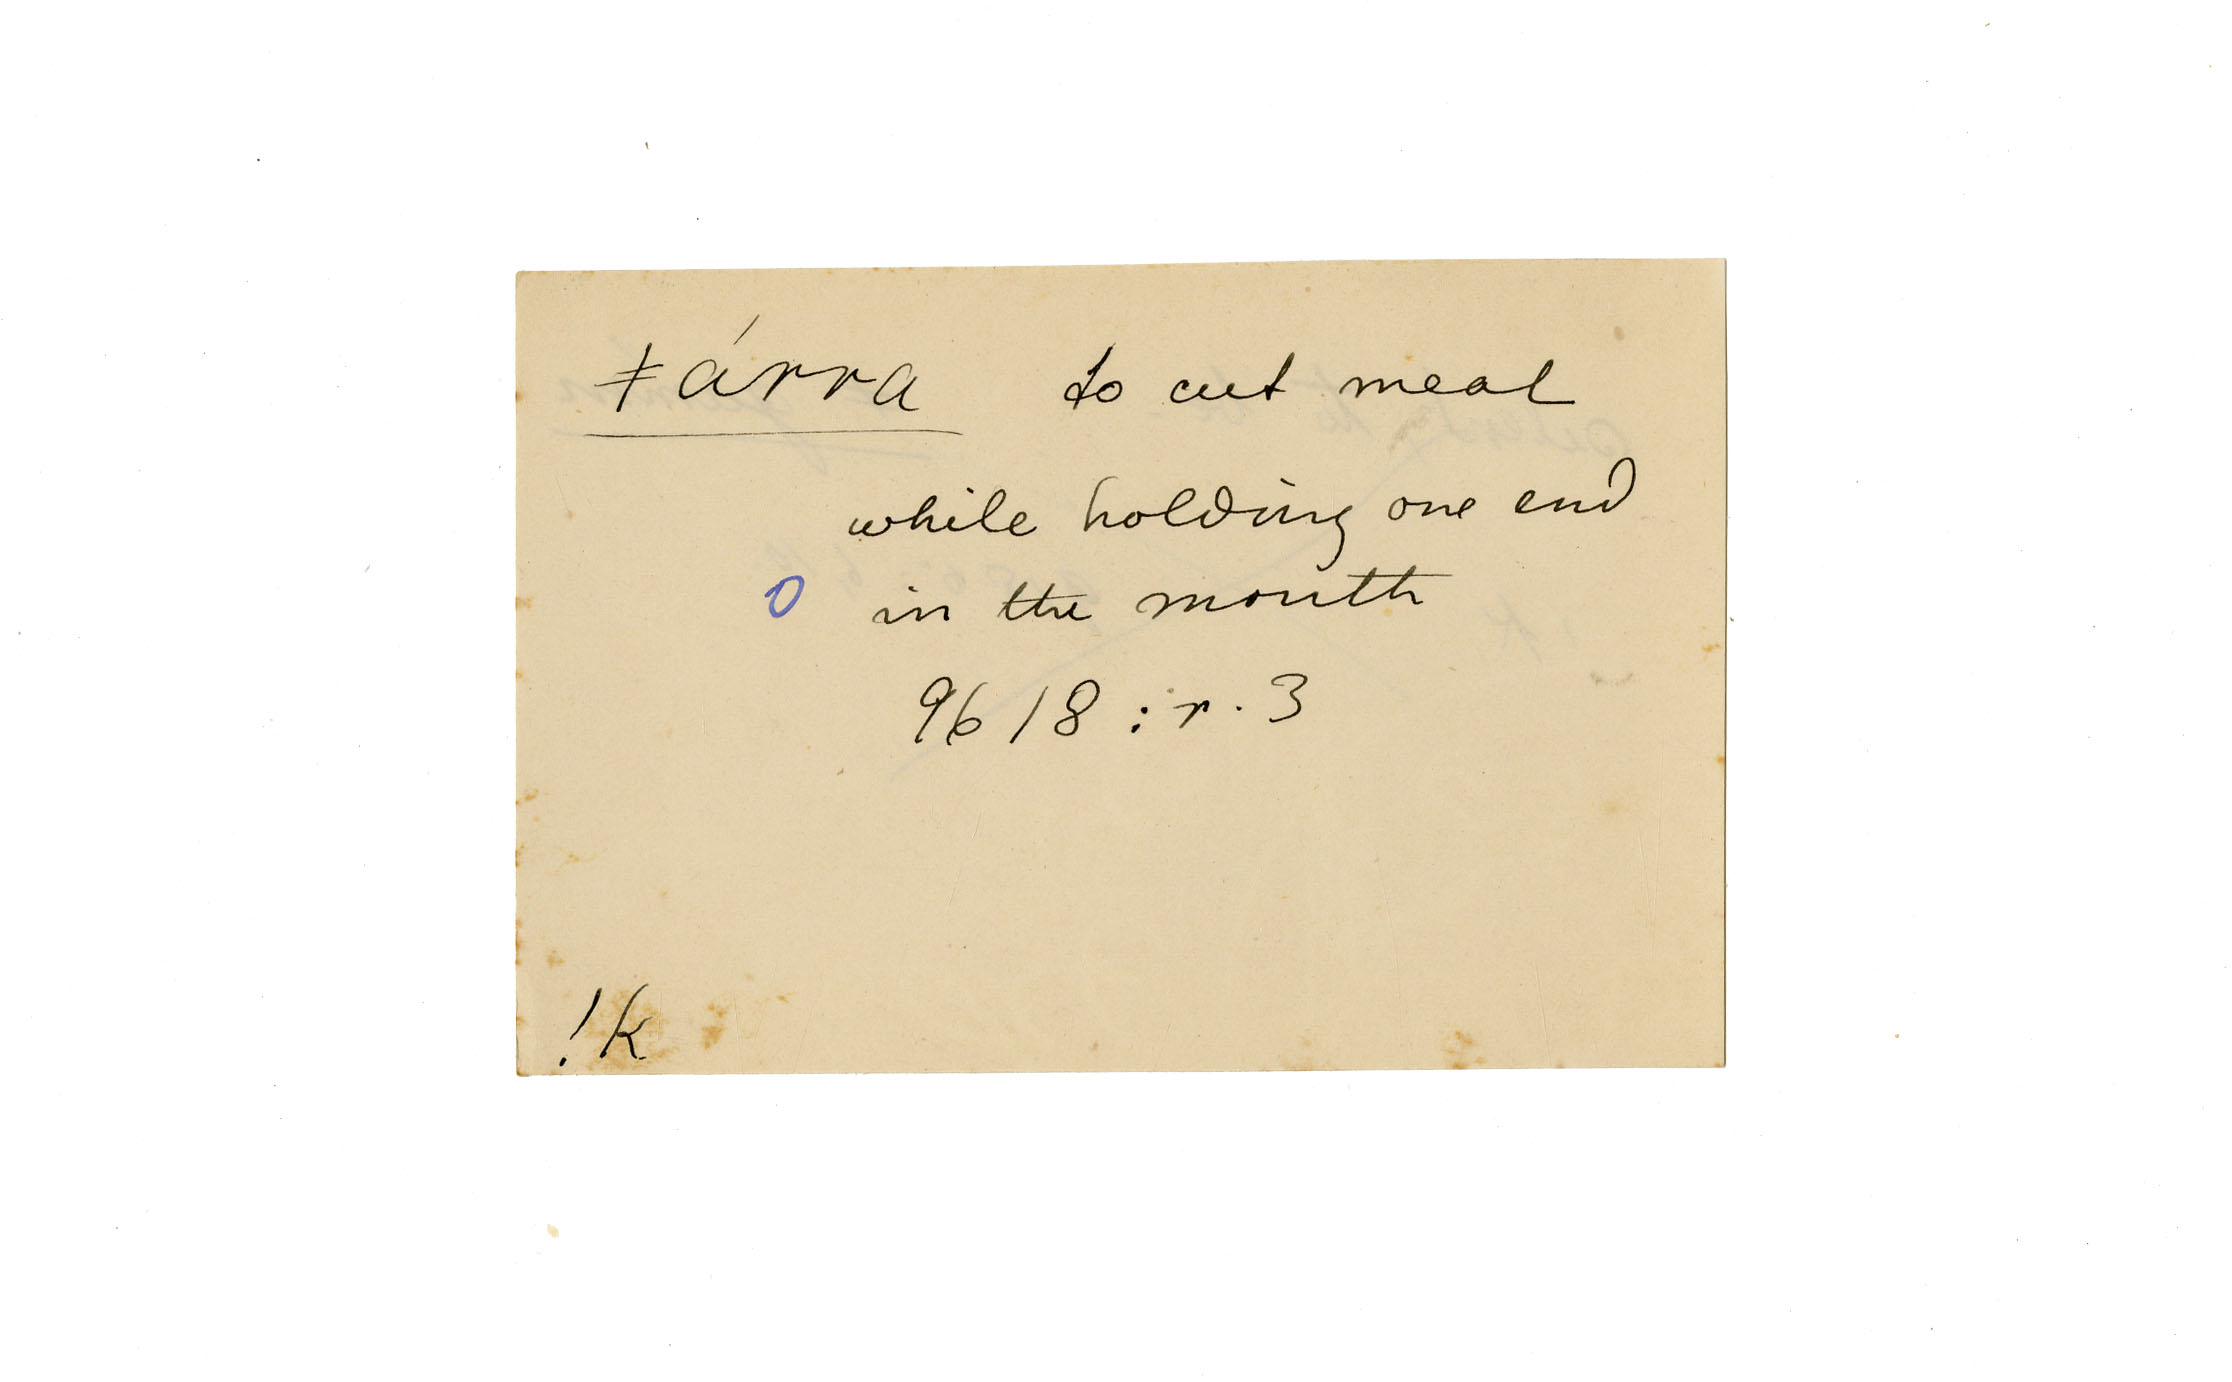 ǂárra to cut meat
while holding one end
0 in the mouth
9618 : r. 3
!k